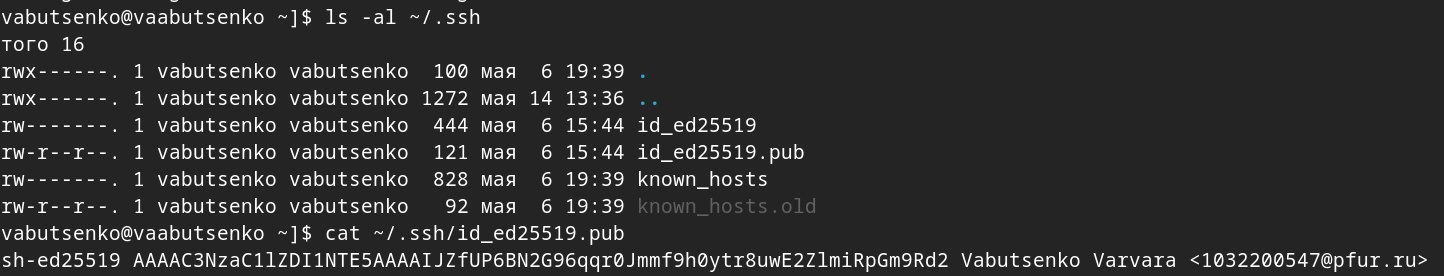 vabutsenko@vaabutsenko ~]$ ls -al ~/.ssh
того 16
rwx------. 1 vabutsenko vabutsenko  100 мая  6 19:39 .
rwx------. 1 vabutsenko vabutsenko 1272 мая 14 13:36 ..
rw-------. 1 vabutsenko vabutsenko  444 мая  6 15:44 id_ed25519
rw-r--r--. 1 vabutsenko vabutsenko  121 мая  6 15:44 id_ed25519.pub
rw-------. 1 vabutsenko vabutsenko  828 мая  6 19:39 known_hosts
rw-r--r--. 1 vabutsenko vabutsenko   92 мая  6 19:39 known_hosts.old
vabutsenko@vaabutsenko ~]$ cat ~/.ssh/id_ed25519.pub
sh-ed25519 AAAAC3NzaC1lZDI1NTE5AAAAIJZfUP6BN2G96qqr0Jmmf9h0ytr8uwE2ZlmiRpGm9Rd2 Vabutsenko Varvara <1032200547@pfur.ru>